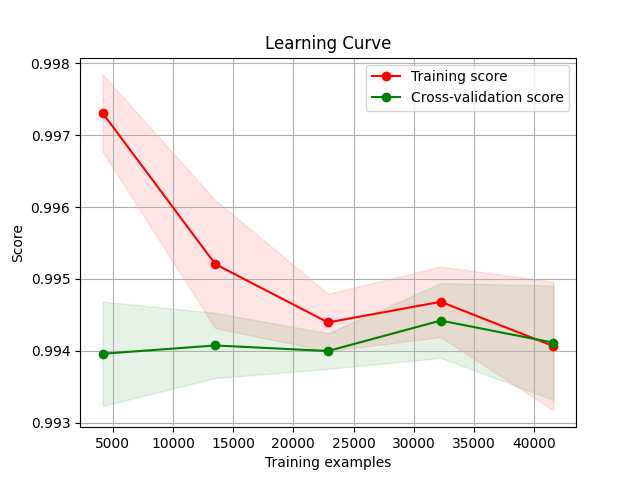 Learning Curve
0.998
0.997
0.996
0.995
0.994
0.993
Score
Training score
Cross-validation score
5000 10000 15000 20000 25000 30000 35000 40000
Training examples